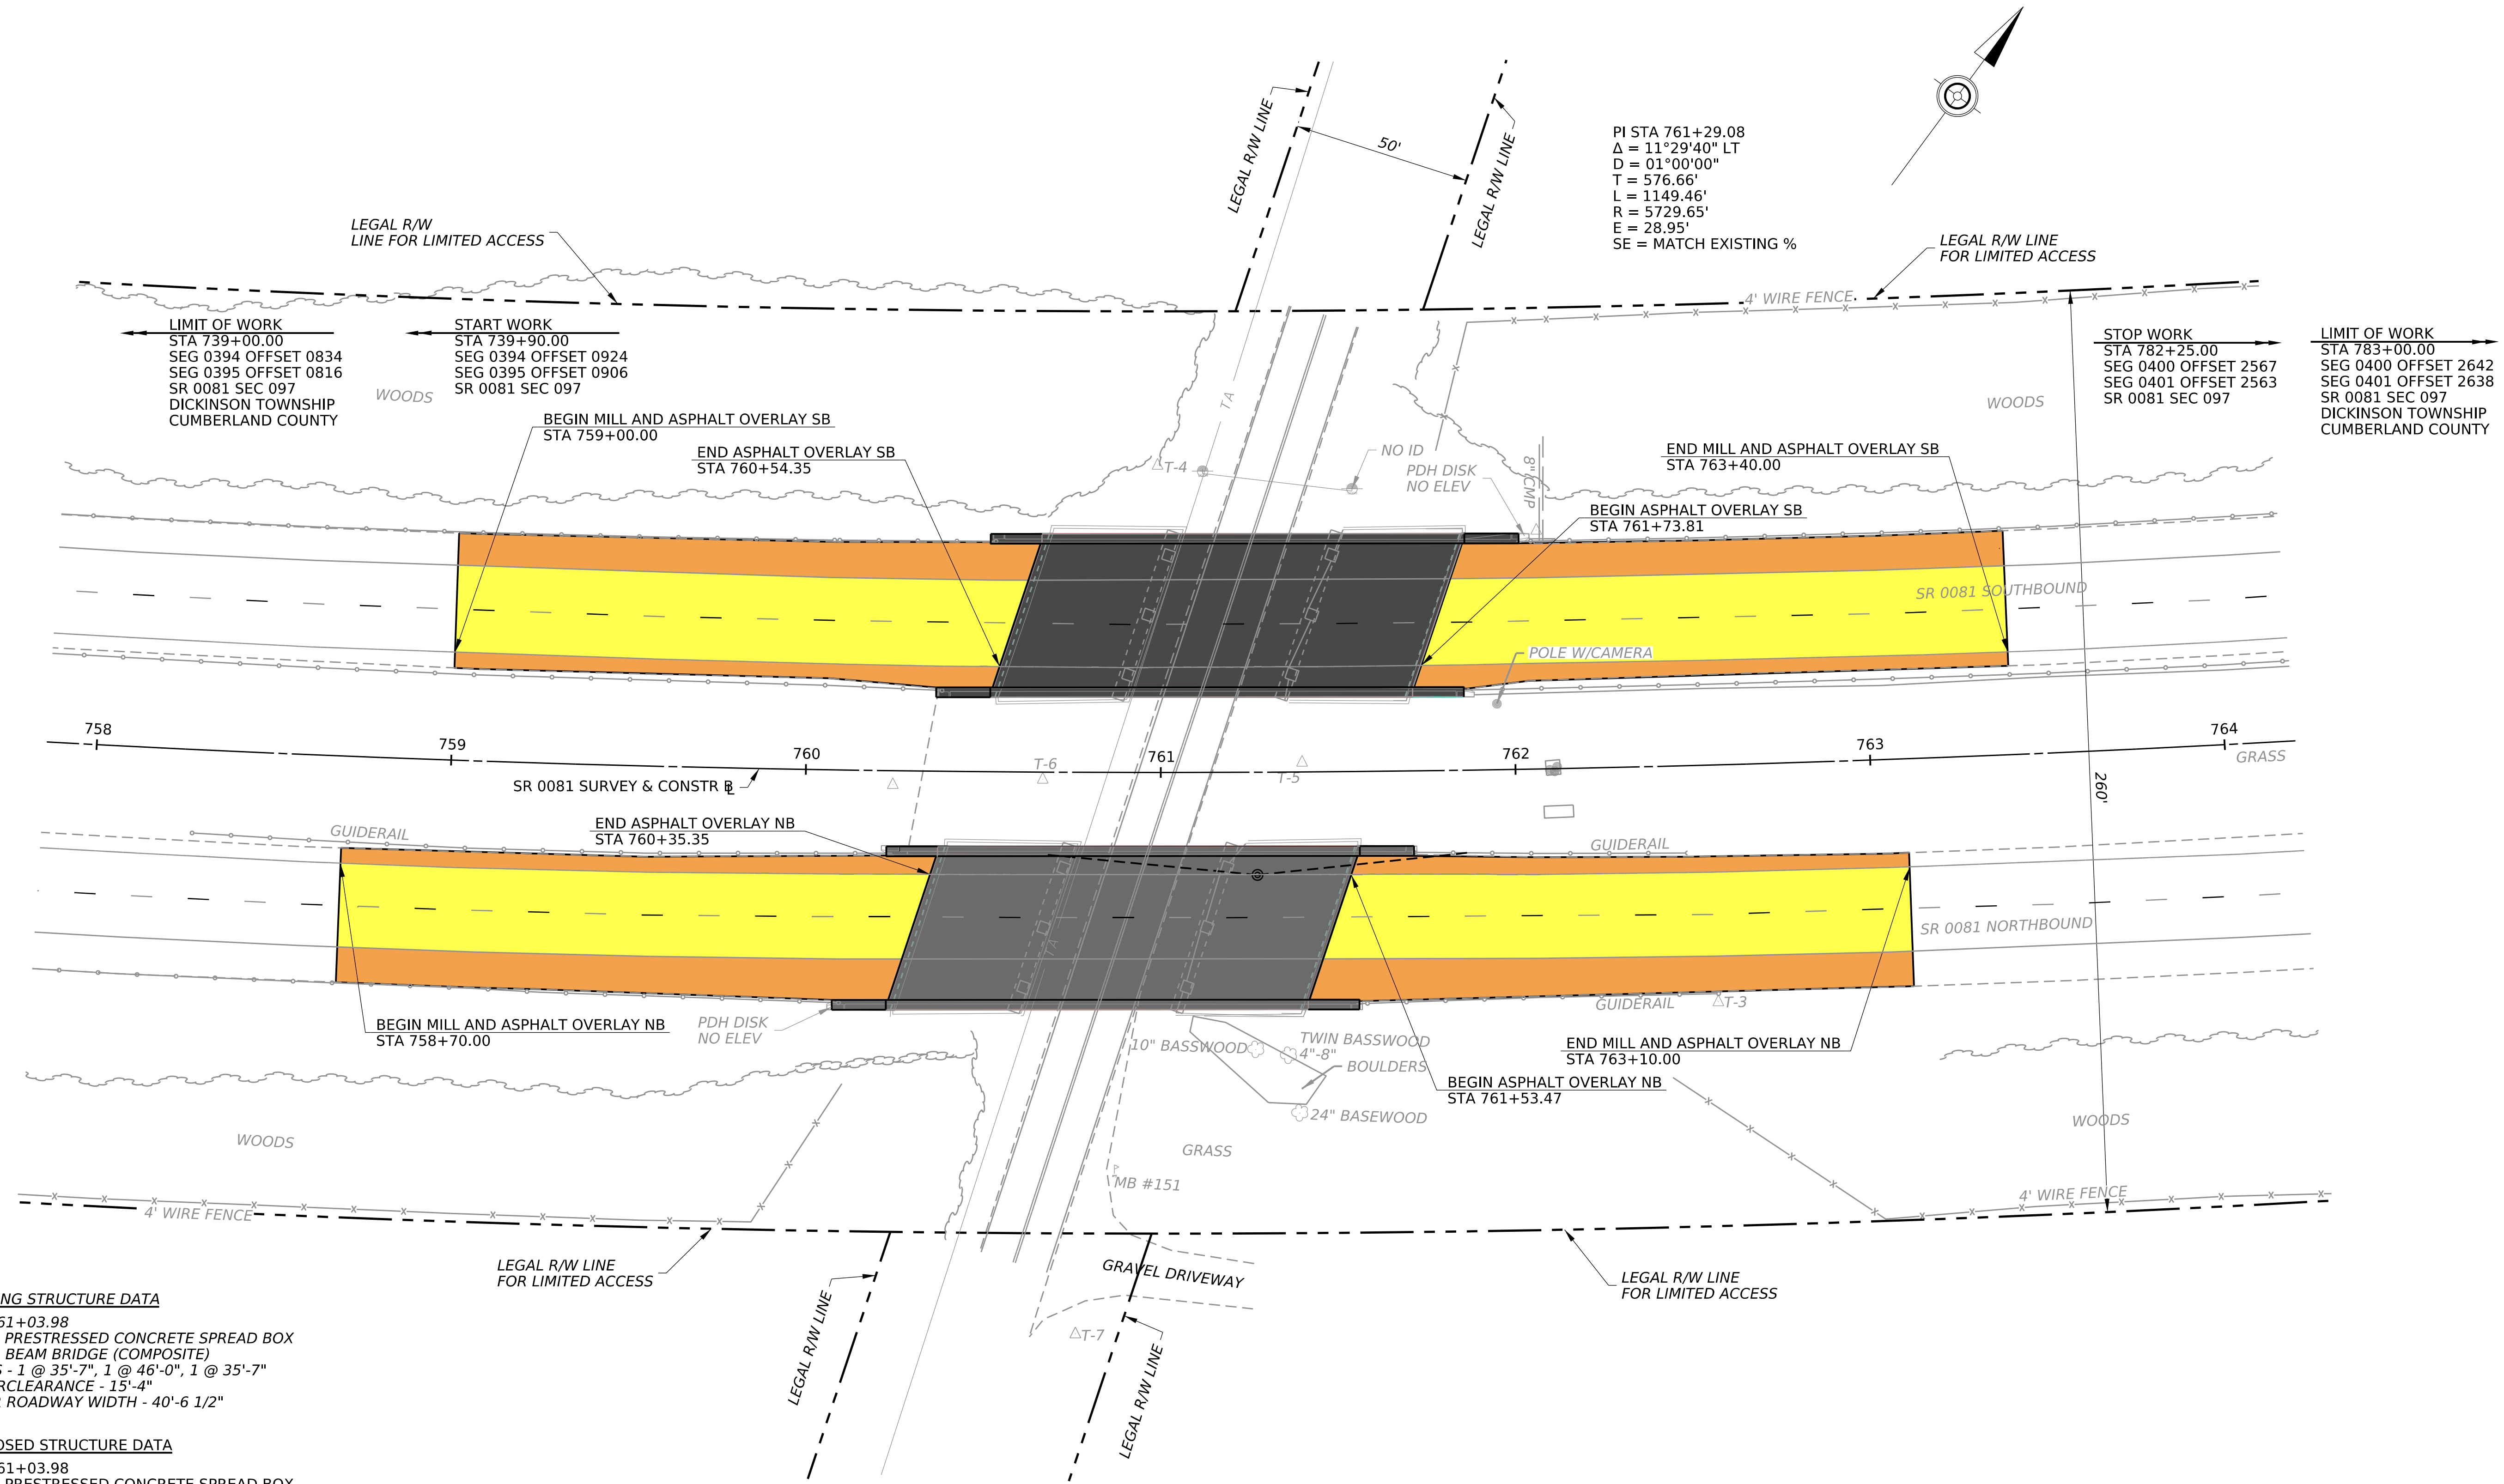 LEGAL R/W LINE
50'
LEGAL R/W LINE
PI STA 761+29.08
Δ = 11°29'40" LT
D = 01°00'00"
T = 576.66'
L = 1149.46'
R = 5729.65'
E = 28.95'
SE = MATCH EXISTING %
LEGAL R/W
LINE FOR LIMITED ACCESS
LEGAL R/W LINE
FOR LIMITED ACCESS
4' WIRE FENCE
LIMIT OF WORK
STA 739+00.00
SEG 0394 OFFSET 0834
SEG 0395 OFFSET 0816
SR 0081 SEC 097
DICKINSON TOWNSHIP
CUMBERLAND COUNTY
START WORK
STA 739+90.00
SEG 0394 OFFSET 0924
SEG 0395 OFFSET 0906
SR 0081 SEC 097
STOP WORK
STA 782+25.00
SEG 0400 OFFSET 2567
SEG 0401 OFFSET 2563
SR 0081 SEC 097
LIMIT OF WORK
STA 783+00.00
SEG 0400 OFFSET 2642
SEG 0401 OFFSET 2638
SR 0081 SEC 097
DICKINSON TOWNSHIP
CUMBERLAND COUNTY
WOODS
TA
WOODS
BEGIN MILL AND ASPHALT OVERLAY SB
STA 759+00.00
END ASPHALT OVERLAY SB
STA 760+54.35
T-4
NO ID
PDH DISK
NO ELEV
8" CMP
END MILL AND ASPHALT OVERLAY SB
STA 763+40.00
BEGIN ASPHALT OVERLAY SB
STA 761+73.81
SR 0081 SOUTHBOUND
POLE W/CAMERA
758
759
760
761
762
763
764
GRASS
T-6
T-5
260'
SR 0081 SURVEY & CONSTR BL
GUIDERAIL
END ASPHALT OVERLAY NB
STA 760+35.35
GUIDERAIL
SR 0081 NORTHBOUND
TA
BEGIN MILL AND ASPHALT OVERLAY NB
STA 758+70.00
PDH DISK
NO ELEV
GUIDERAIL
T-3
10" BASSWOOD
TWIN BASSWOOD
4"-8"
BOULDERS
END MILL AND ASPHALT OVERLAY NB
STA 763+10.00
BEGIN ASPHALT OVERLAY NB
STA 761+53.47
24" BASEWOOD
WOODS
GRASS
WOODS
MB #151
4' WIRE FENCE
4' WIRE FENCE
LEGAL R/W LINE
FOR LIMITED ACCESS
GRAVEL DRIVEWAY
LEGAL R/W LINE
FOR LIMITED ACCESS
LEGAL R/W LINE
T-7
LEGAL R/W LINE
NG STRUCTURE DATA
61+03.98
PRESTRESSED CONCRETE SPREAD BOX
BEAM BRIDGE (COMPOSITE)
S - 1 @ 35'-7", 1 @ 46'-0", 1 @ 35'-7"
RCLEARANCE - 15'-4"
ROADWAY WIDTH - 40'-6 1/2"
OSED STRUCTURE DATA
61+03.98
PRESTRESSED CONCRETE SPREAD BOX